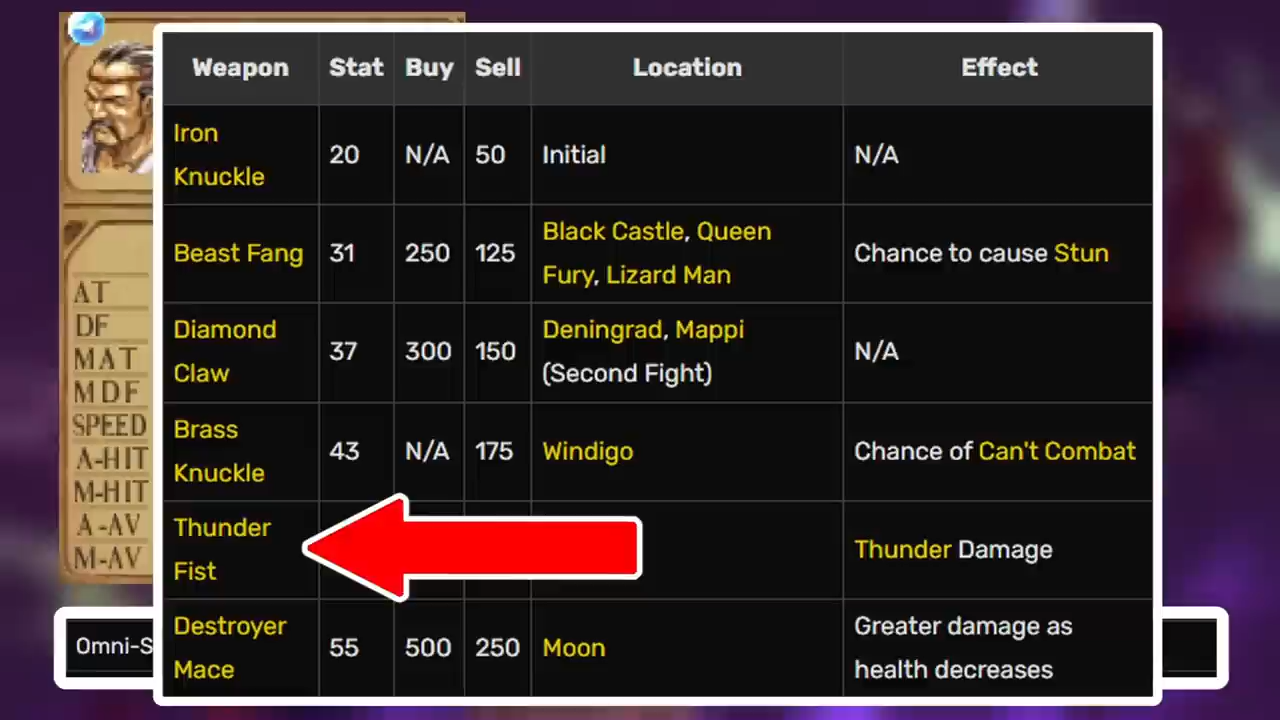 Weapon Stat Buy Sell Location Effect
Iron
Knuckle
20 N/A 50 Initial N/A
Beast Fang 31 250 125
Black Castle, Queen
Fury, Lizard Man
Chance to cause Stun
Diamond
Claw
37 300 150
Deningrad, Mappi
(Second Fight)
N/A
Brass
Knuckle
43 N/A 175 Windigo Chance of Can't Combat
Thunder
Fist
Thunder Damage
Destroyer
Mace
55 500 250 Moon
Greater damage as
health decreases
AT
DF
MAT
MDF
SPEED
A-HIT
M-HIT
A-AV
M-AV
Omni-S